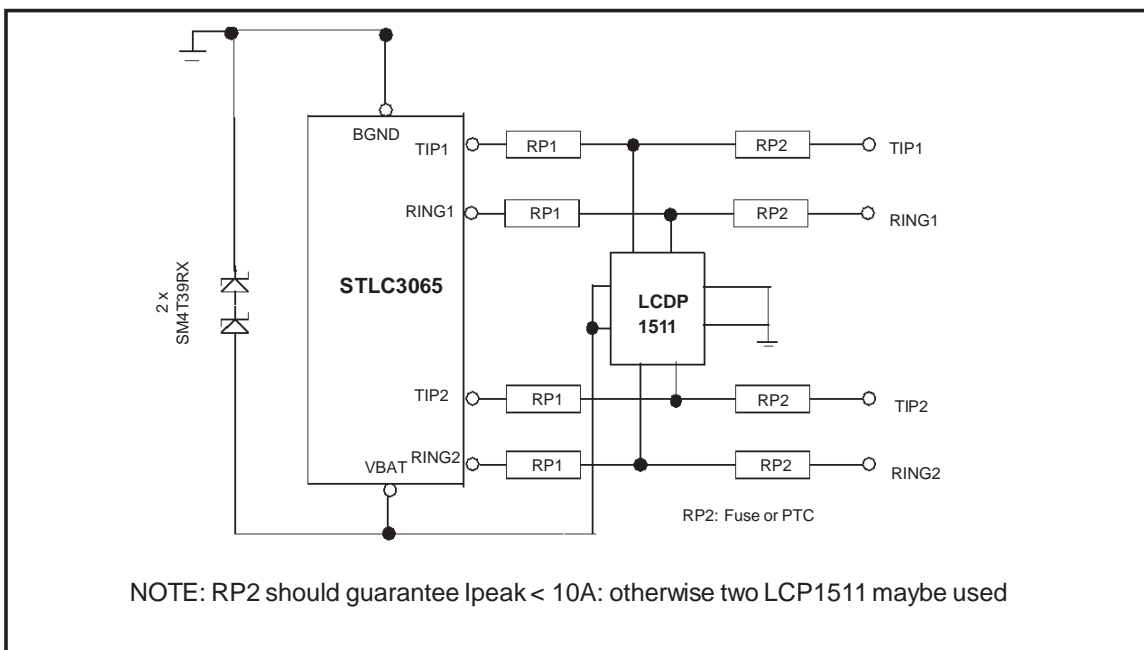 BGND
TIP1
RP1
RP2
TIP1
RING1
RP1
RP2
RING1
2 x
SM4T39RX
STLC3065
LCDP
1511
TIP2
RP1
RP2
TIP2
VBAT
RING2
RP1
RP2
RING2
RP2: Fuse or PTC
NOTE: RP2 should guarantee Ipeak < 10A: otherwise two LCP1511 maybe used